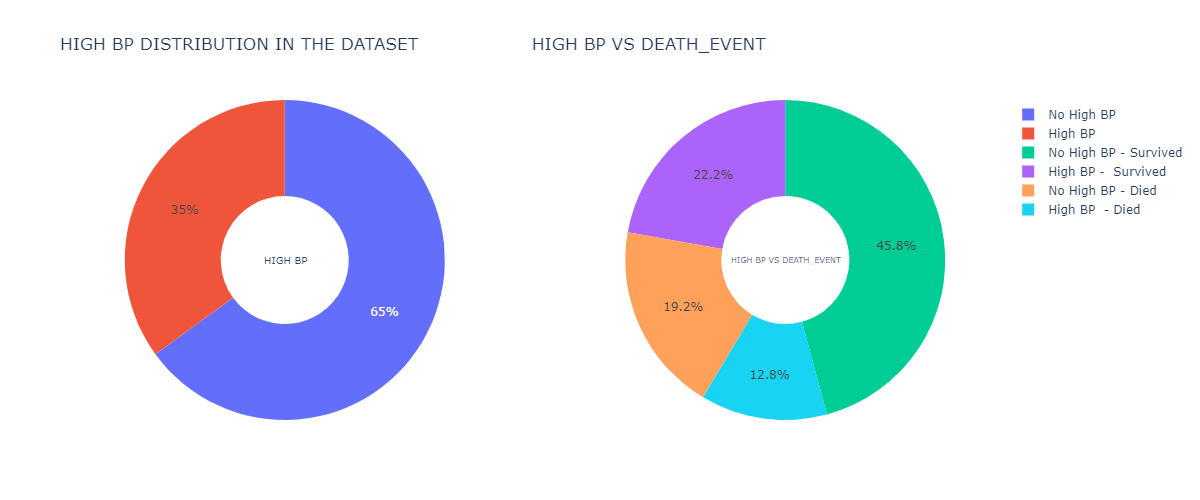 HIGH BP DISTRIBUTION IN THE DATASET
HIGH BP VS DEATH_EVENT
35%
HIGH BP
65%
22.2%
45.8%
HIGH BP VS DEATH_EVENT
19.2%
12.8%
No High BP
High BP
No High BP - Survived
High BP -  Survived
No High BP - Died
High BP  - Died